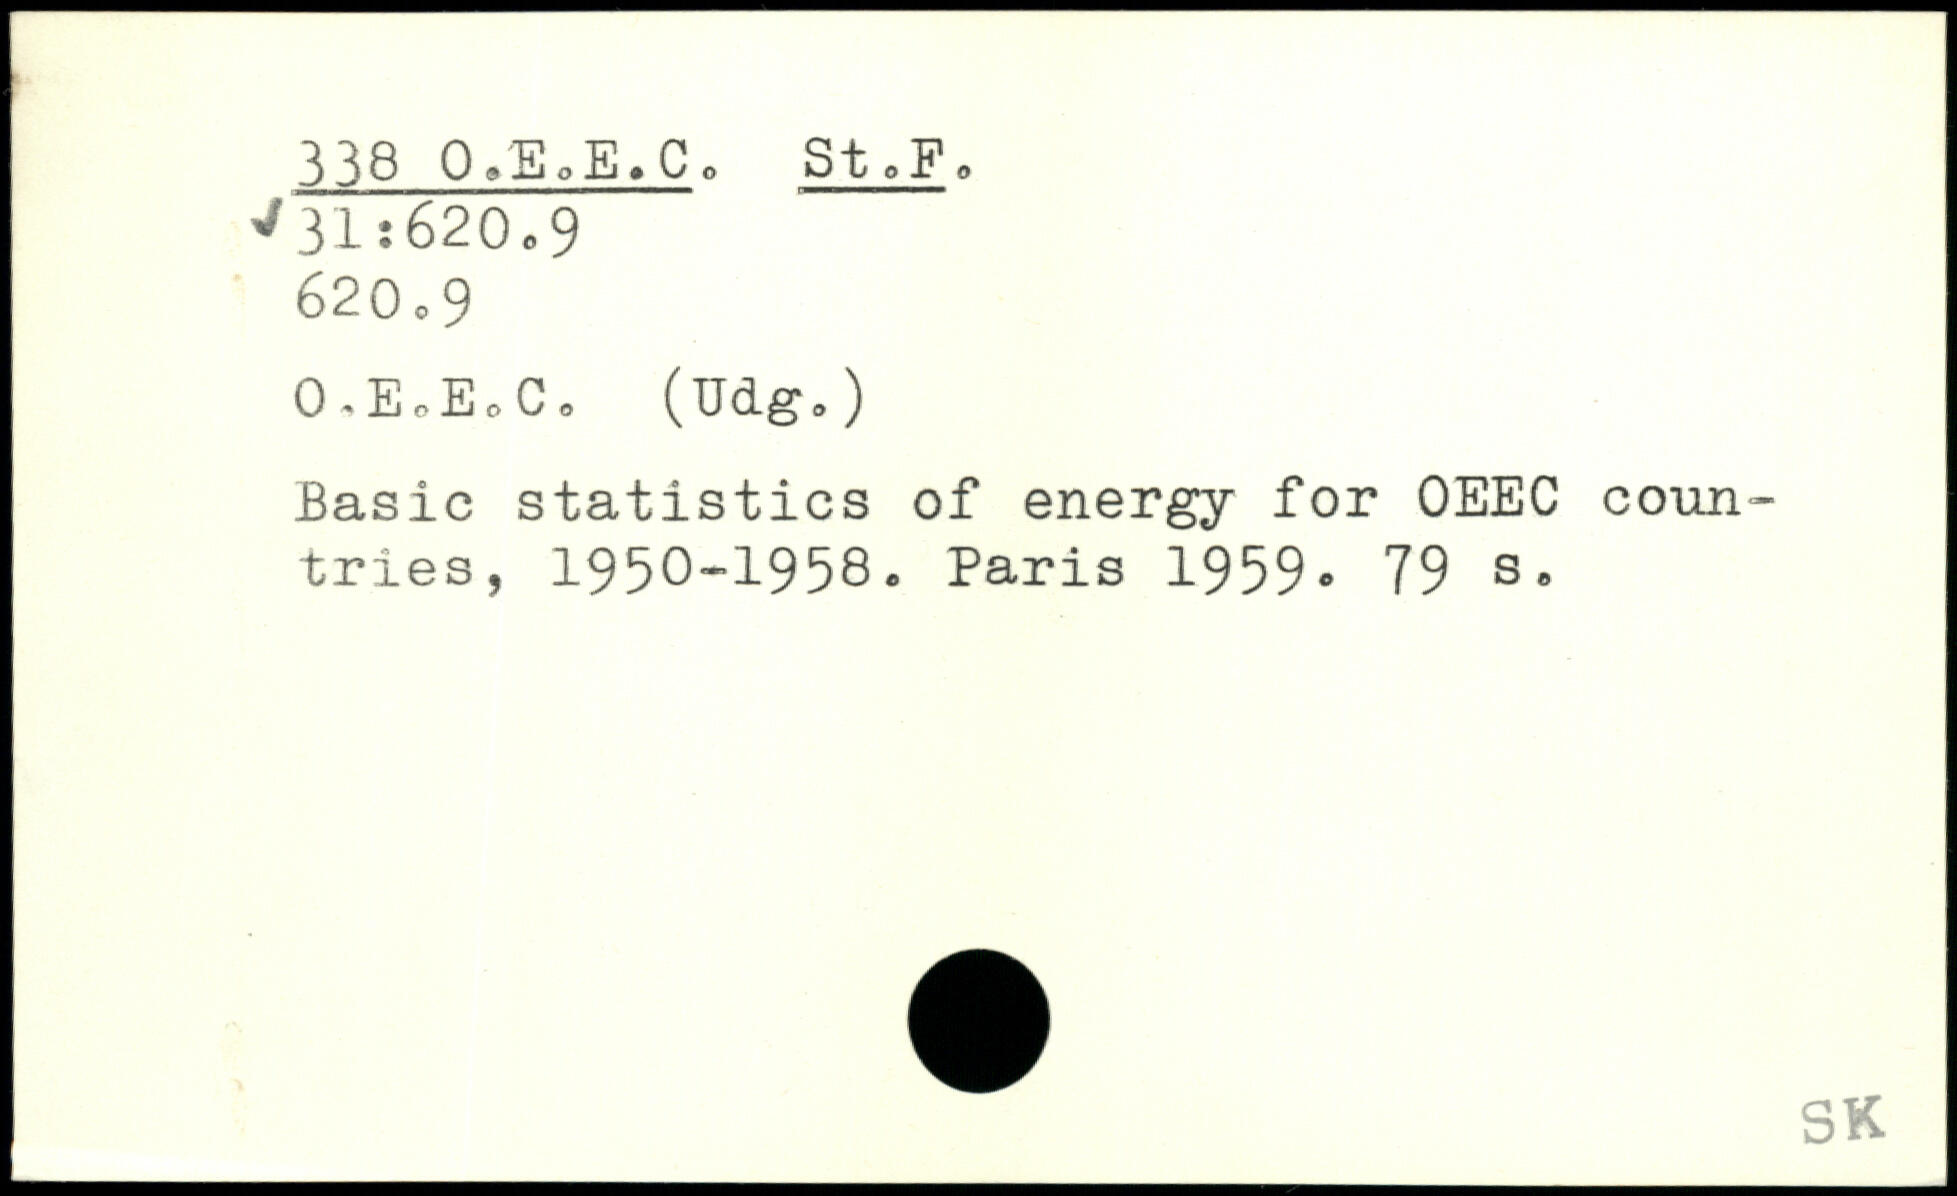 338 O.E.E.C. St.F.
✓ 31:620.9
620.9
O.E.E.C. (Udg.)
Basic statistics of energy for OEEC coun-
tries, 1950-1958. Paris 1959. 79 s.
SK